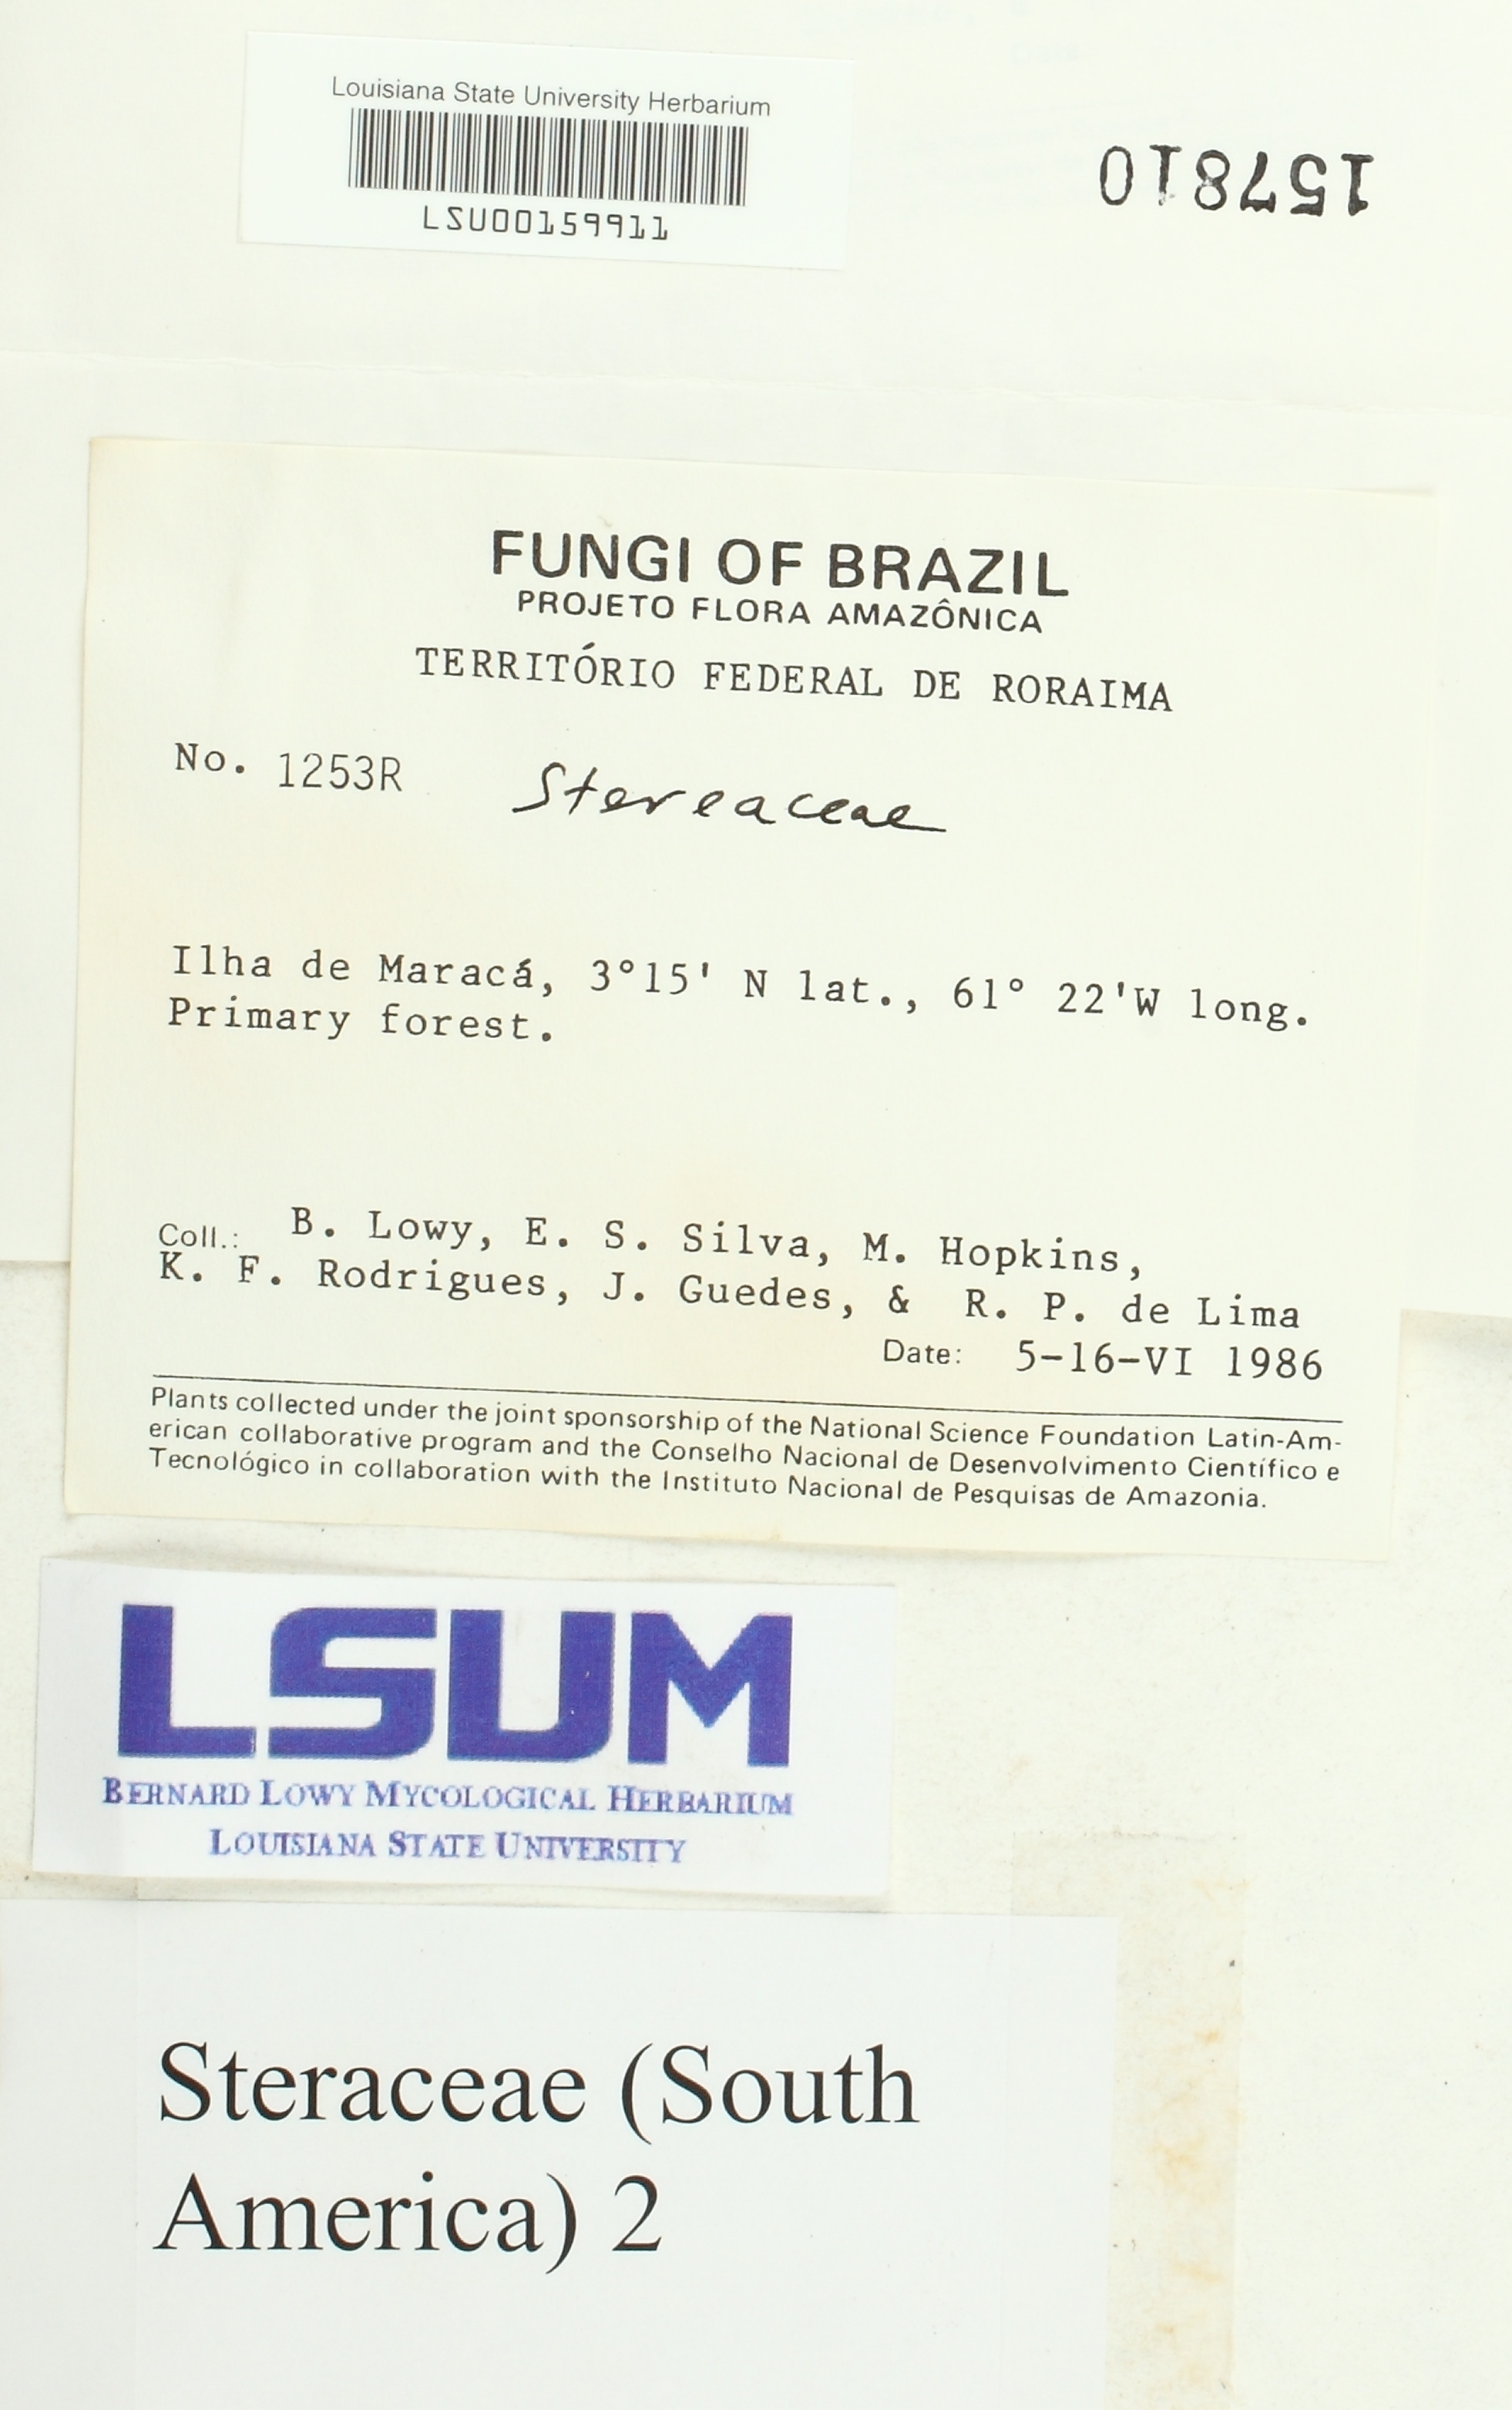 Louisiana State University Herbarium
LSU00159911
157810
FUNGI OF BRAZIL
PROJETO FLORA AMAZÔNICA
TERRITÓRIO FEDERAL DE RORAIMA
No. 1253R Stereaceae
Ilha de Maracá, 3°15' N lat., 61° 22'W long.
Primary forest.
Coll.: B. Lowy, E. S. Silva, M. Hopkins,
K. F. Rodrigues, J. Guedes, & R. P. de Lima
Date: 5-16-VI 1986
Plants collected under the joint sponsorship of the National Science Foundation Latin-Am-
erican collaborative program and the Conselho Nacional de Desenvolvimento Científico e
Tecnológico in collaboration with the Instituto Nacional de Pesquisas de Amazonia.
LSUM
BERNARD LOWY MYCOLOGICAL HERBARIUM
LOUISIANA STATE UNIVERSITY
Steraceae (South
America) 2